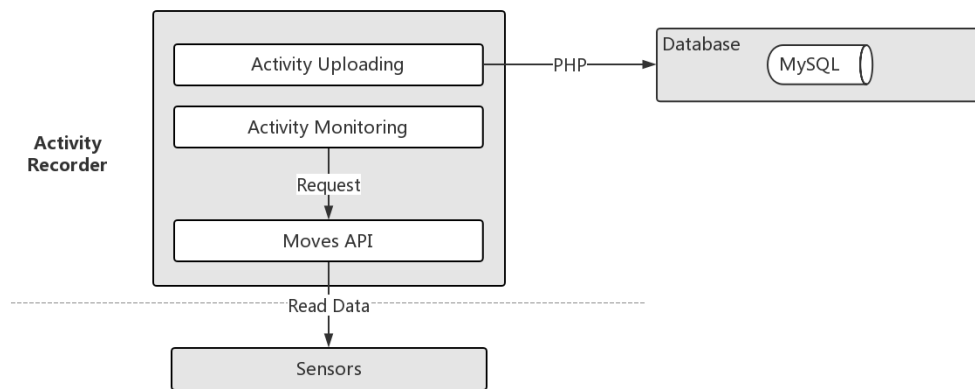 Activity Uploading
PHP
Database
MySQL
Activity Monitoring
Activity
Recorder
Request
Moves API
Read Data
Sensors